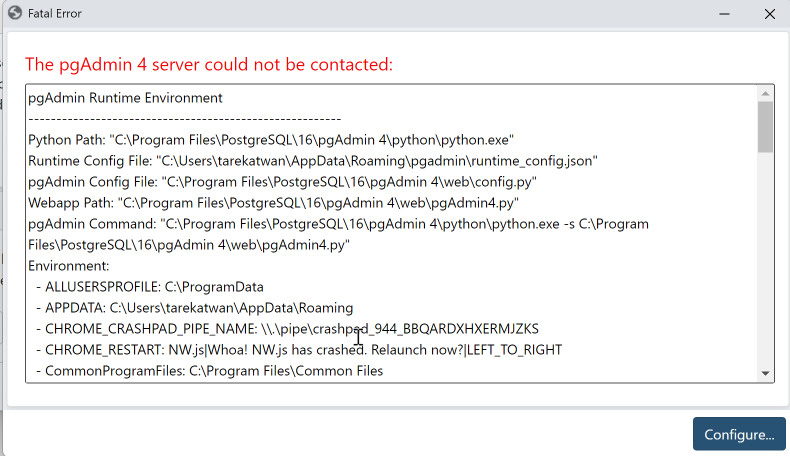 Fatal Error
The pgAdmin 4 server could not be contacted:
pgAdmin Runtime Environment
--------------------------------------------------------
Python Path: "C:\Program Files\PostgreSQL\16\pgAdmin 4\python\python.exe"
Runtime Config File: "C:\Users\tarekatwan\AppData\Roaming\pgadmin\runtime_config.json"
pgAdmin Config File: "C:\Program Files\PostgreSQL\16\pgAdmin 4\web\config.py"
Webapp Path: "C:\Program Files\PostgreSQL\16\pgAdmin 4\web\pgAdmin4.py"
pgAdmin Command: "C:\Program Files\PostgreSQL\16\pgAdmin 4\python\python.exe -s C:\Program
Files\PostgreSQL\16\pgAdmin 4\web\pgAdmin4.py"
Environment:
- ALLUSERSPROFILE: C:\ProgramData
- APPDATA: C:\Users\tarekatwan\AppData\Roaming
- CHROME_CRASHPAD_PIPE_NAME: \\.\pipe\crashpad_944_BBQARDXHXERMJZKS
- CHROME_RESTART: NW.js|Whoa! NW.js has crashed. Relaunch now?|LEFT_TO_RIGHT
- CommonProgramFiles: C:\Program Files\Common Files
Configure...